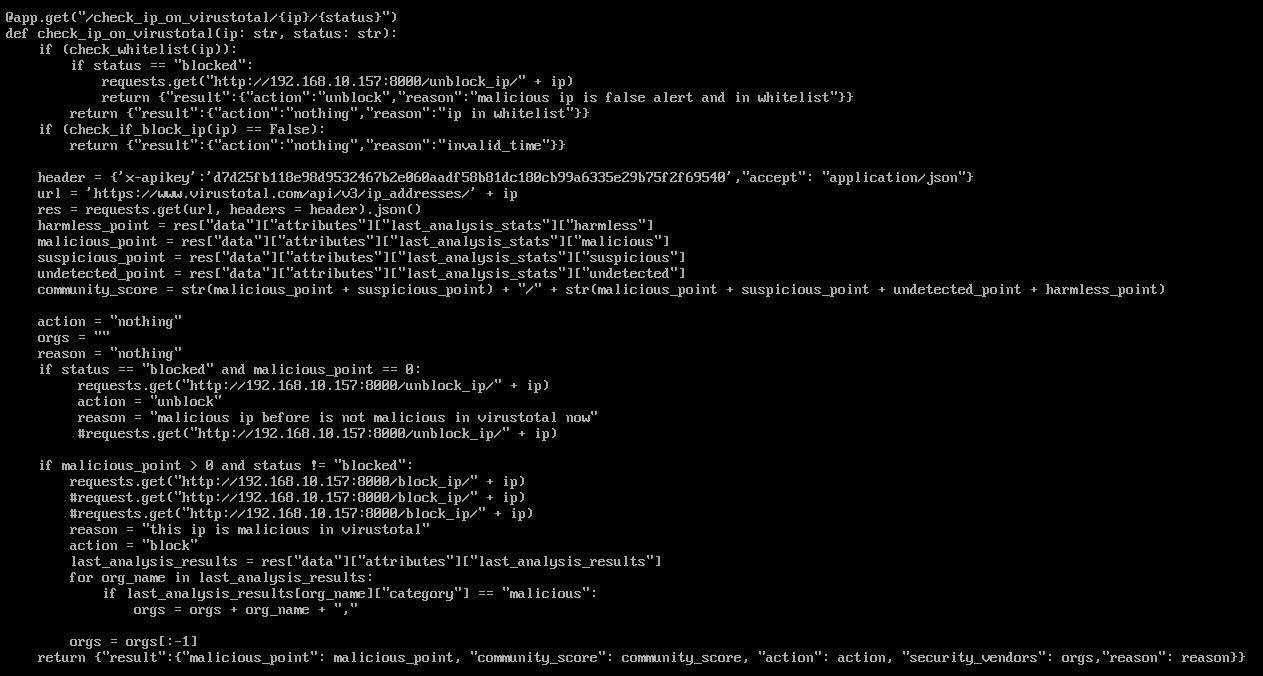 @app.get("/check_ip_on_virustotal/{ip}/{status}")
def check_ip_on_virustotal(ip: str, status: str):
    if (check_whitelist(ip)):
        if status == "blocked":
            requests.get("http://192.168.10.157:8000/unblock_ip/" + ip)
            return {"result":{"action":"unblock","reason":"malicious ip is false alert and in whitelist"}}
        return {"result":{"action":"nothing","reason":"ip in whitelist"}}
    if (check_if_block_ip(ip) == False):
        return {"result":{"action":"nothing","reason":"invalid_time"}}

    header = {'x-apikey':'d7d25fb118e98d9532467b2e060aadf58b81dc180cb99a6335e29b75f2f69540',"accept": "application/json"}
    url = 'https://www.virustotal.com/api/v3/ip_addresses/' + ip
    res = requests.get(url, headers = header).json()
    harmless_point = res["data"]["attributes"]["last_analysis_stats"]["harmless"]
    malicious_point = res["data"]["attributes"]["last_analysis_stats"]["malicious"]
    suspicious_point = res["data"]["attributes"]["last_analysis_stats"]["suspicious"]
    undetected_point = res["data"]["attributes"]["last_analysis_stats"]["undetected"]
    community_score = str(malicious_point + suspicious_point) + "/" + str(malicious_point + suspicious_point + undetected_point + harmless_point)

    action = "nothing"
    orgs = ""
    reason = "nothing"
    if status == "blocked" and malicious_point == 0:
         requests.get("http://192.168.10.157:8000/unblock_ip/" + ip)
         action = "unblock"
         reason = "malicious ip before is not malicious in virustotal now"
         #requests.get("http://192.168.10.157:8000/unblock_ip/" + ip)

    if malicious_point > 0 and status != "blocked":
        requests.get("http://192.168.10.157:8000/block_ip/" + ip)
        #request.get("http://192.168.10.157:8000/block_ip/" + ip)
        #requests.get("http://192.168.10.157:8000/block_ip/" + ip)
        reason = "this ip is malicious in virustotal"
        action = "block"
        last_analysis_results = res["data"]["attributes"]["last_analysis_results"]
        for org_name in last_analysis_results:
            if last_analysis_results[org_name]["category"] == "malicious":
                orgs = orgs + org_name + ","

        orgs = orgs[:-1]
    return {"result":{"malicious_point": malicious_point, "community_score": community_score, "action": action, "security_vendors": orgs,"reason": reason}}